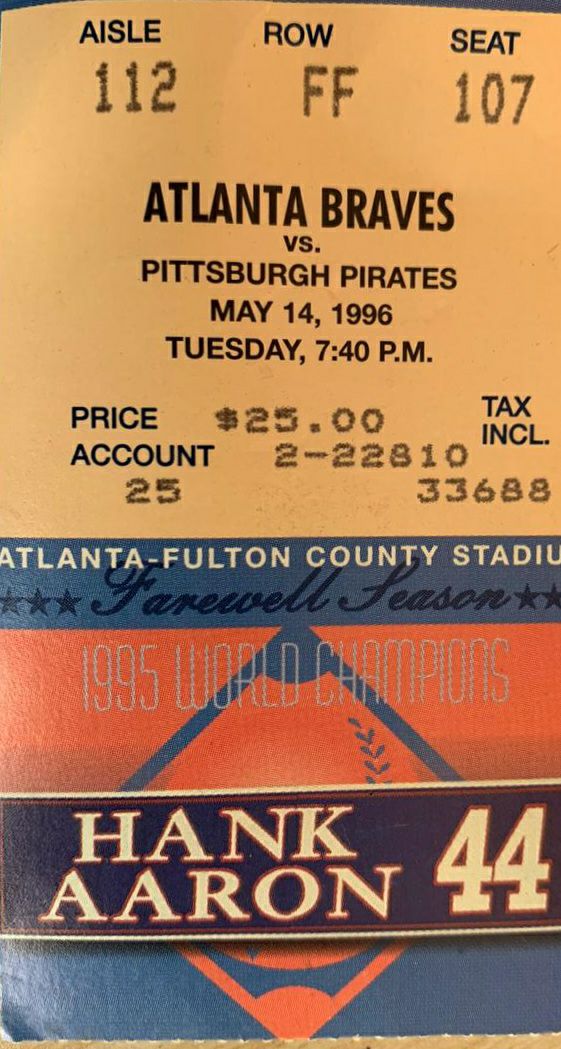 AISLE ROW SEAT
112 FF 107
ATLANTA BRAVES
VS.
PITTSBURGH PIRATES
MAY 14, 1996
TUESDAY, 7:40 P.M.
PRICE $25.00 TAX
ACCOUNT 2-22810 INCL.
25 33688
ATLANTA-FULTON COUNTY STADIU
Farewell Season
1995 WORLD CHAMPIONS
HANK
AARON 44